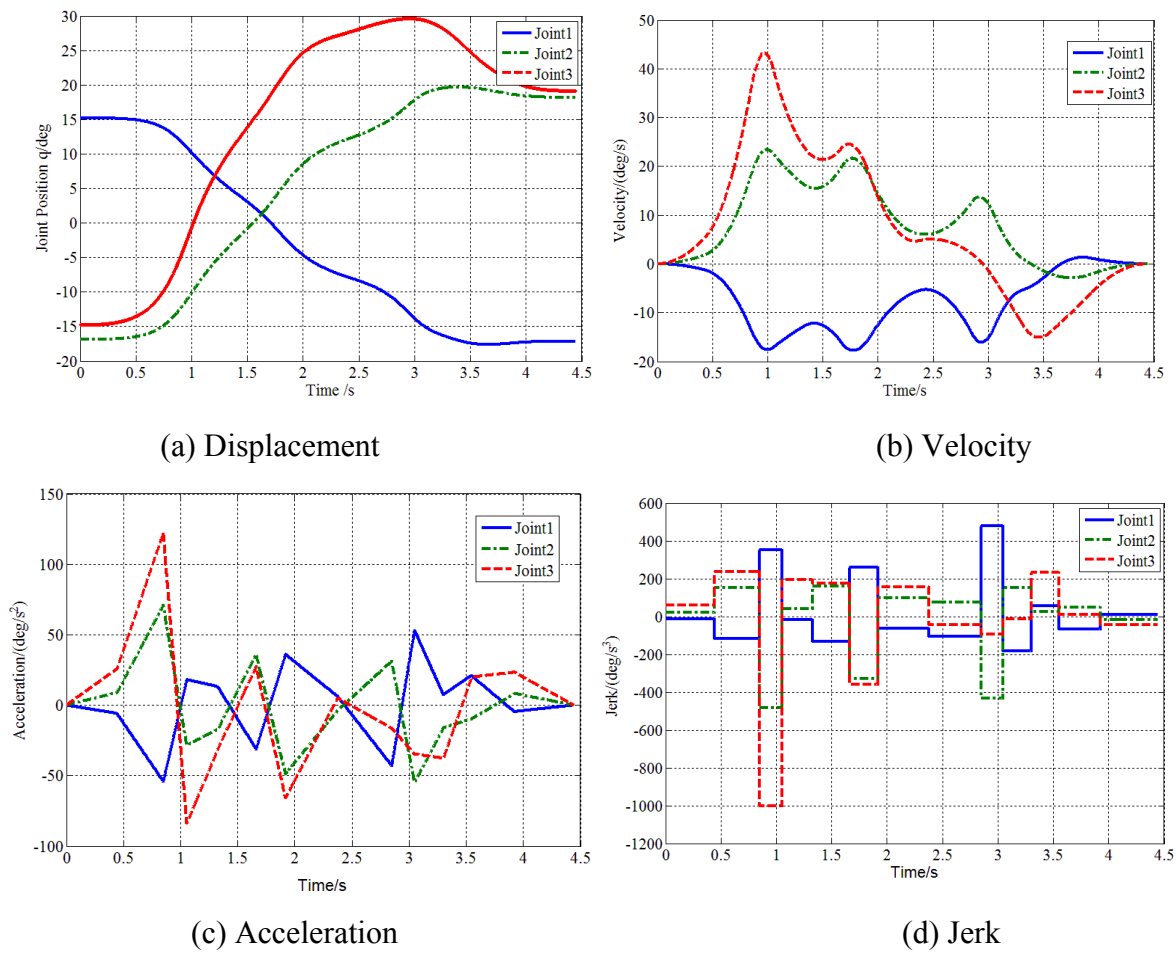 35
30
25
20
15
10
5
0
-5
-10
-15
-20
0 0.5 1 1.5 2 2.5 3 3.5 4 4.5
Joint Position q/deg
Time /s
Joint1
Joint2
Joint3
(a) Displacement
50
40
30
20
10
0
-10
-20
0 0.5 1 1.5 2 2.5 3 3.5 4 4.5
Velocity/(deg/s)
Time/s
Joint1
Joint2
Joint3
(b) Velocity
150
100
50
0
-50
-100
0 0.5 1 1.5 2 2.5 3 3.5 4 4.5
Acceleration/(deg/s²)
Time/s
Joint1
Joint2
Joint3
(c) Acceleration
600
400
200
0
-200
-400
-600
-800
-1000
-1200
0 0.5 1 1.5 2 2.5 3 3.5 4 4.5
Jerk/(deg/s³)
Time/s
Joint1
Joint2
Joint3
(d) Jerk